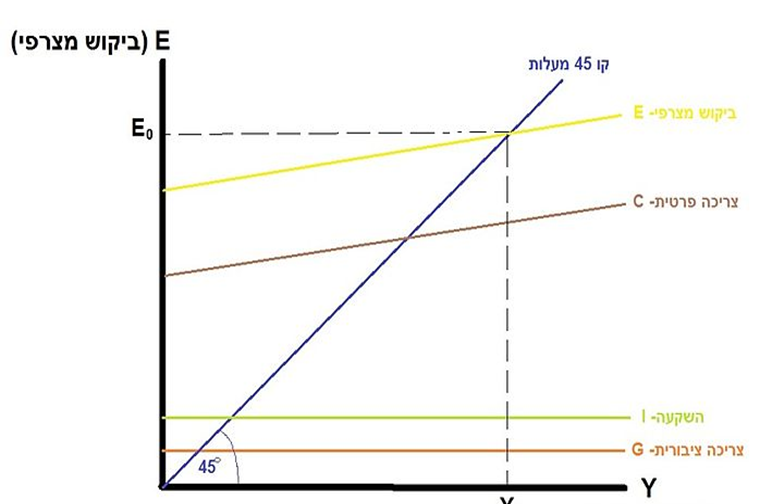 E (ביקוש מצרפי)
קו 45 מעלות
E- ביקוש מצרפי
E₀
C- צריכה פרטית
I- השקעה
G- צריכה ציבורית
45°
Y